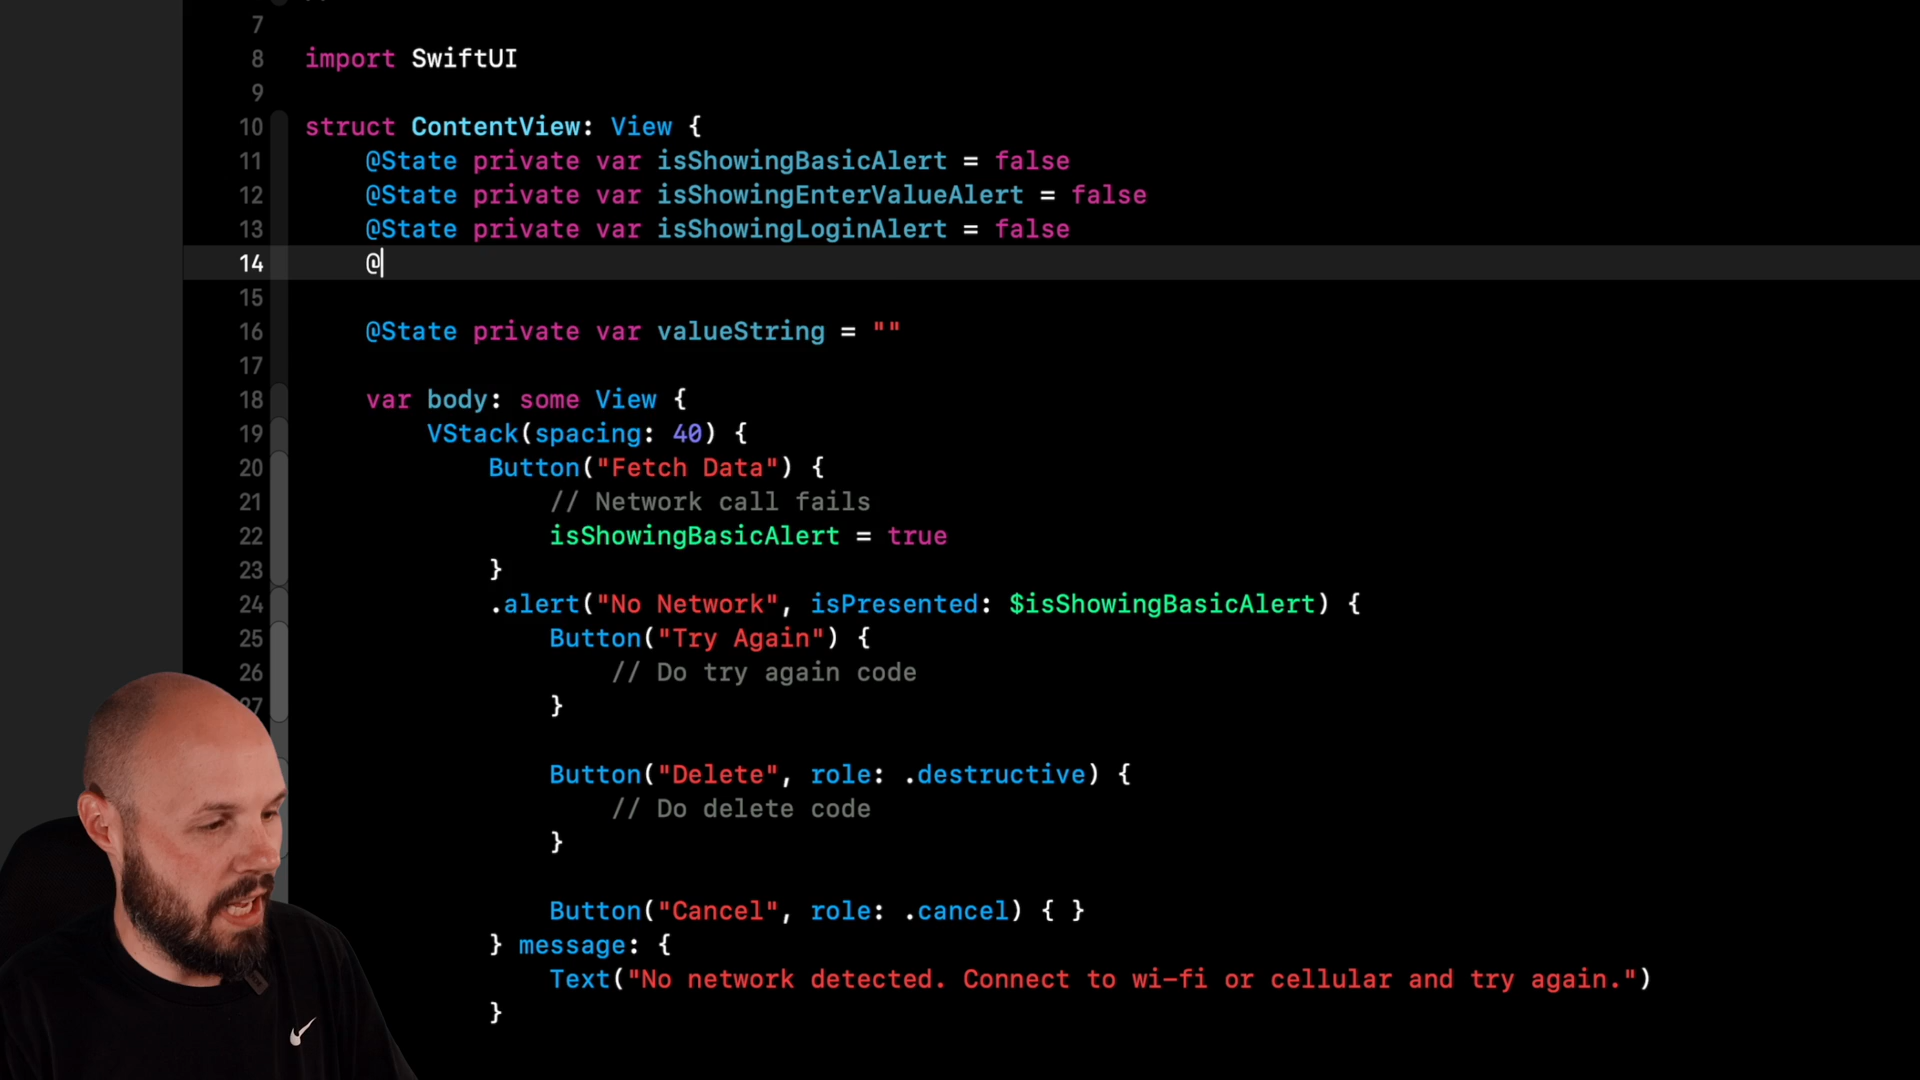 7
8 import SwiftUI
9
10 struct ContentView: View {
11 @State private var isShowingBasicAlert = false
12 @State private var isShowingEnterValueAlert = false
13 @State private var isShowingLoginAlert = false
14 @
15
16 @State private var valueString = ""
17
18 var body: some View {
19 VStack(spacing: 40) {
20 Button("Fetch Data") {
21 // Network call fails
22 isShowingBasicAlert = true
23 }
24 .alert("No Network", isPresented: $isShowingBasicAlert) {
25 Button("Try Again") {
26 // Do try again code
27 }
Button("Delete", role: .destructive) {
// Do delete code
}
Button("Cancel", role: .cancel) { }
} message: {
Text("No network detected. Connect to wi-fi or cellular and try again.")
}